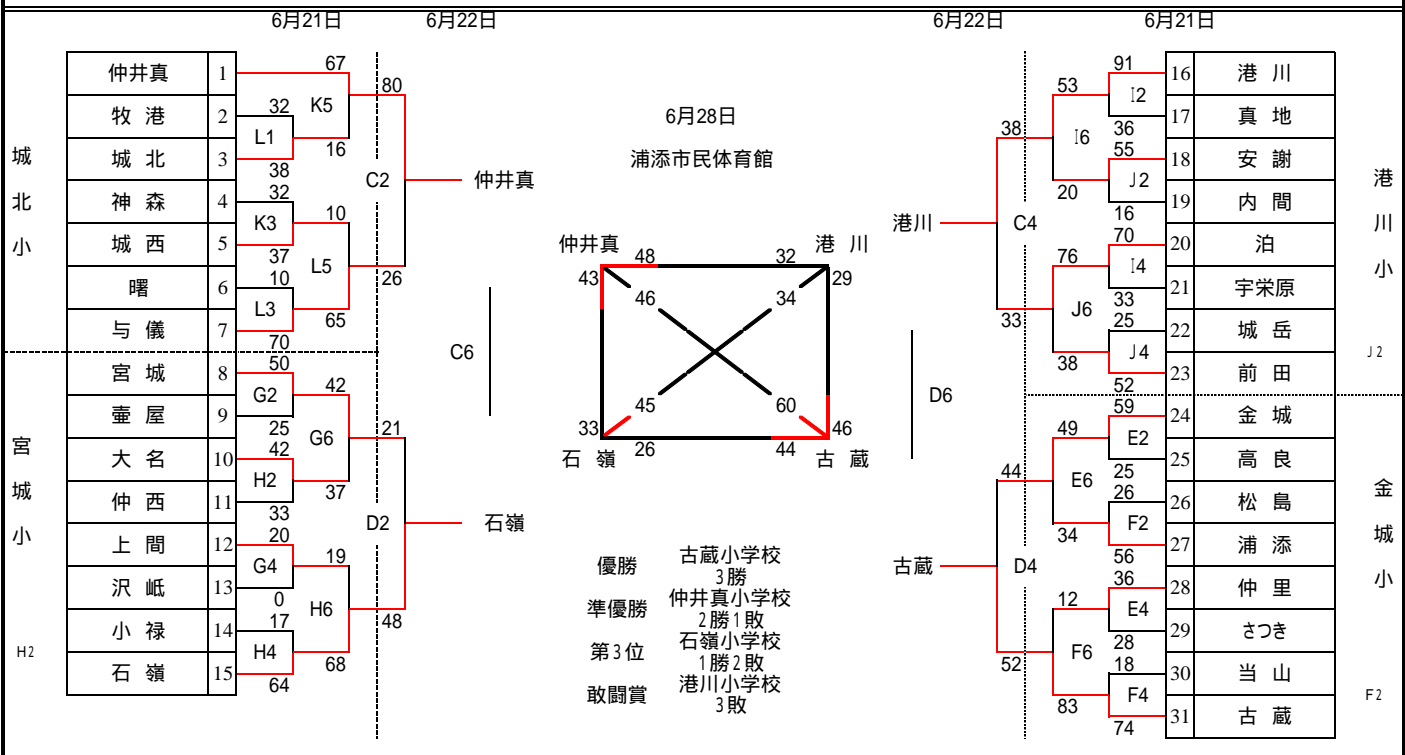 6月21日 6月22日 6月22日 6月21日
城北小
宮城小
H2
仲井真 1
牧港 2
城北 3
神森 4
城西 5
曙 6
与儀 7
宮城 8
壷屋 9
大名 10
仲西 11
上間 12
沢岻 13
小禄 14
石嶺 15
67
32
L1
38
K5
16
32
K3
37
10
L5
10
L3
70
65
50
G2
25
42
G6
42
H2
33
37
20
G4
0
19
H6
17
H4
64
68
80
C2
26
仲井真
21
D2
48
石嶺
C6
6月28日
浦添市民体育館
仲井真 48 32 港川
43 29
46 34
45 60
33 46
石嶺 26 44 古蔵
優勝 古蔵小学校
3勝
準優勝 仲井真小学校
2勝1敗
第3位 石嶺小学校
1勝2敗
敢闘賞 港川小学校
3敗
D6
港川
38
C4
33
古蔵
44
D4
52
53
I6
20
76
J6
38
49
E6
34
12
F6
83
91
I2
36
55
J2
16
70
I4
33
25
J4
52
59
E2
25
26
F2
56
36
E4
28
18
F4
74
16 港川
17 真地
18 安謝
19 内間
20 泊
21 宇栄原
22 城岳
23 前田
24 金城
25 高良
26 松島
27 浦添
28 仲里
29 さつき
30 当山
31 古蔵
港川小
J2
金城小
F2